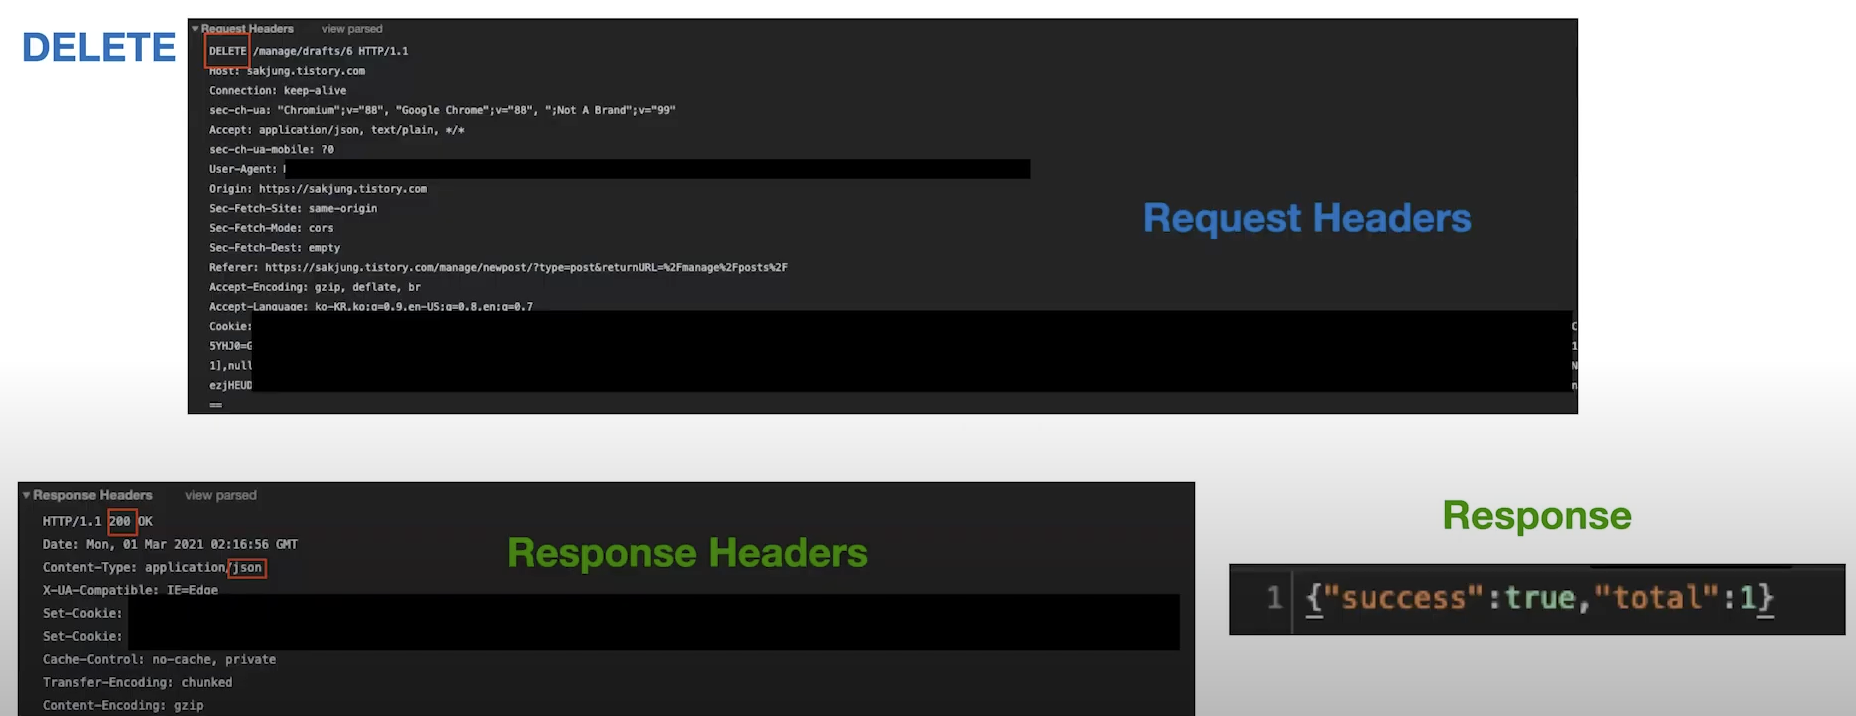 DELETE
Request Headers view parsed
DELETE /manage/drafts/6 HTTP/1.1
Host: sakjung.tistory.com
Connection: keep-alive
sec-ch-ua: "Chromium";v="88", "Google Chrome";v="88", ";Not A Brand";v="99"
Accept: application/json, text/plain, */*
sec-ch-ua-mobile: ?0
User-Agent:
Origin: https://sakjung.tistory.com
Sec-Fetch-Site: same-origin
Sec-Fetch-Mode: cors
Sec-Fetch-Dest: empty
Referer: https://sakjung.tistory.com/manage/newpost/?type=post&returnURL=%2Fmanage%2Fposts%2F
Accept-Encoding: gzip, deflate, br
Accept-Language: ko-KR,ko;q=0.9,en-US;q=0.8,en;q=0.7
Cookie:
5YHJ0=G
1],null
ezjHEUD
==
Request Headers
Response Headers view parsed
HTTP/1.1 200 OK
Date: Mon, 01 Mar 2021 02:16:56 GMT
Content-Type: application/json
X-UA-Compatible: IE=Edge
Set-Cookie:
Set-Cookie:
Cache-Control: no-cache, private
Transfer-Encoding: chunked
Content-Encoding: gzip
Response Headers
Response
1 {"success":true,"total":1}